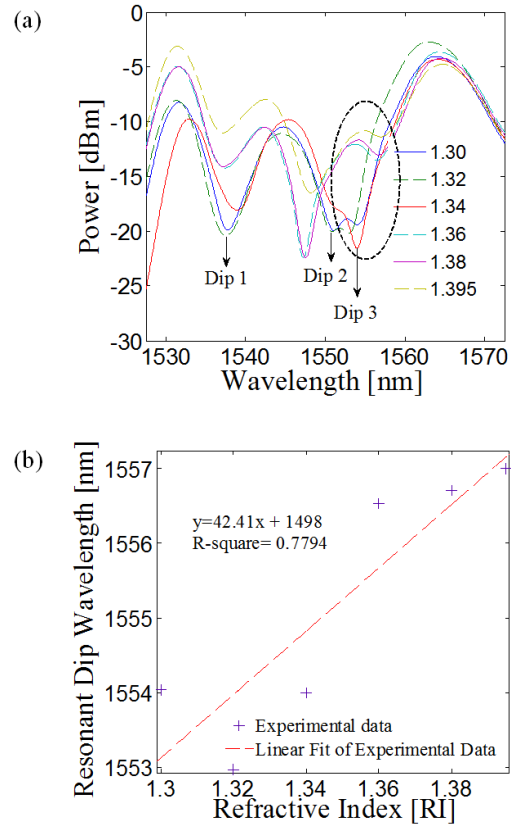 (a)
0
-5
-10
-15
-20
-25
-30
Power [dBm]
1.30
1.32
1.34
1.36
1.38
1.395
Dip 1
Dip 2
Dip 3
1530 1540 1550 1560 1570
Wavelength [nm]
(b)
1557
1556
1555
1554
1553
Resonant Dip Wavelength [nm]
y=42.41x + 1498
R-square= 0.7794
Experimental data
Linear Fit of Experimental Data
1.3 1.32 1.34 1.36 1.38
Refractive Index [RI]